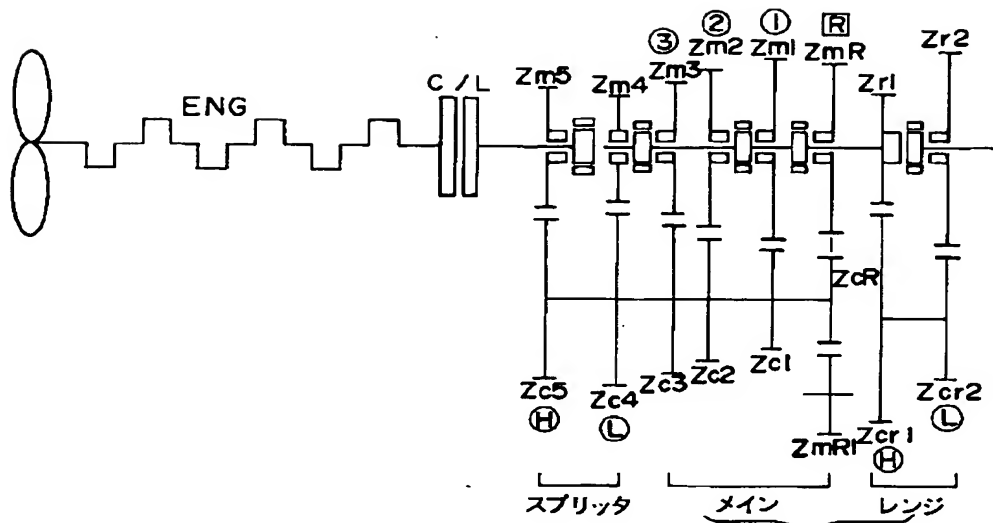 Ⓡ
③ ② ① R
Zm3 Zm2 Zm1 ZmR
Zr2
Zr1
C/L
Zm5
Zm4
ENG
ZcR
Zc5
Ⓗ
Zc4
Ⓛ
Zc3
Zc2
Zc1
ZmR1
Zcr1
Ⓗ
Zcr2
Ⓛ
スプリッタ メイン レンジ